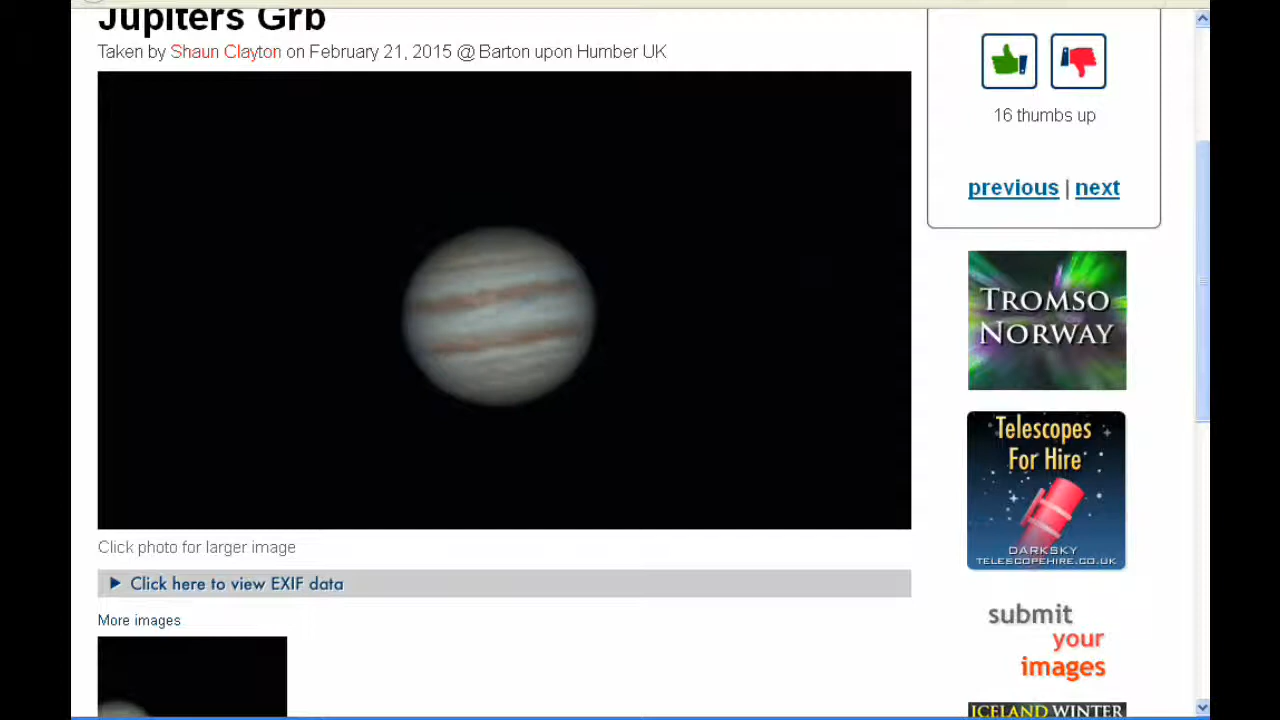 Jupiters Grb
Taken by Shaun Clayton on February 21, 2015 @ Barton upon Humber UK
16 thumbs up
previous | next
TROMSO
NORWAY
Telescopes
For Hire
DARKSKY
TELESCOPEHIRE.CO.UK
Click photo for larger image
Click here to view EXIF data
More images
submit
your
images
ICELAND WINTER